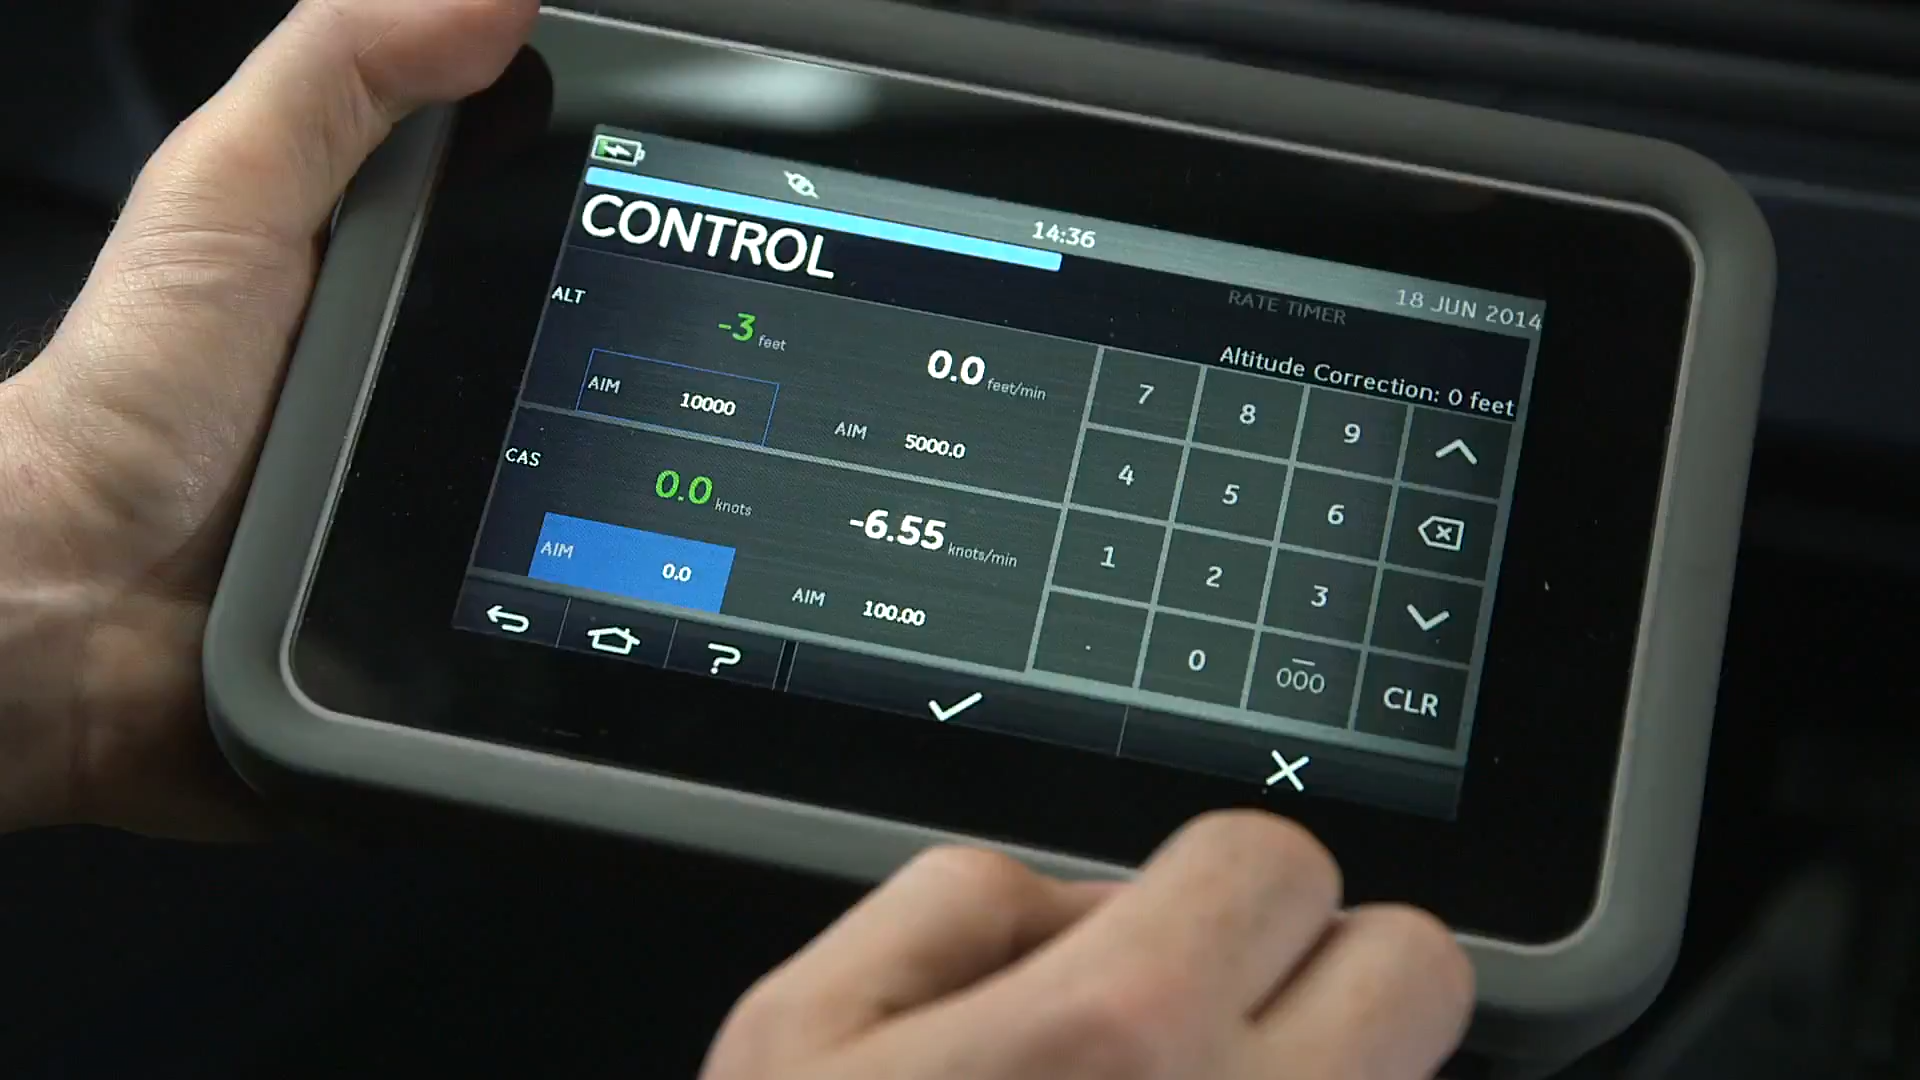 14:36
18 JUN 2014
CONTROL
RATE TIMER
Altitude Correction: 0 feet
ALT
-3 feet
0.0 feet/min
AIM 10000
AIM 5000.0
CAS
0.0 knots
-6.55 knots/min
AIM 0.0
AIM 100.00
7 8 9
4 5 6
1 2 3
. 0 000 CLR
?